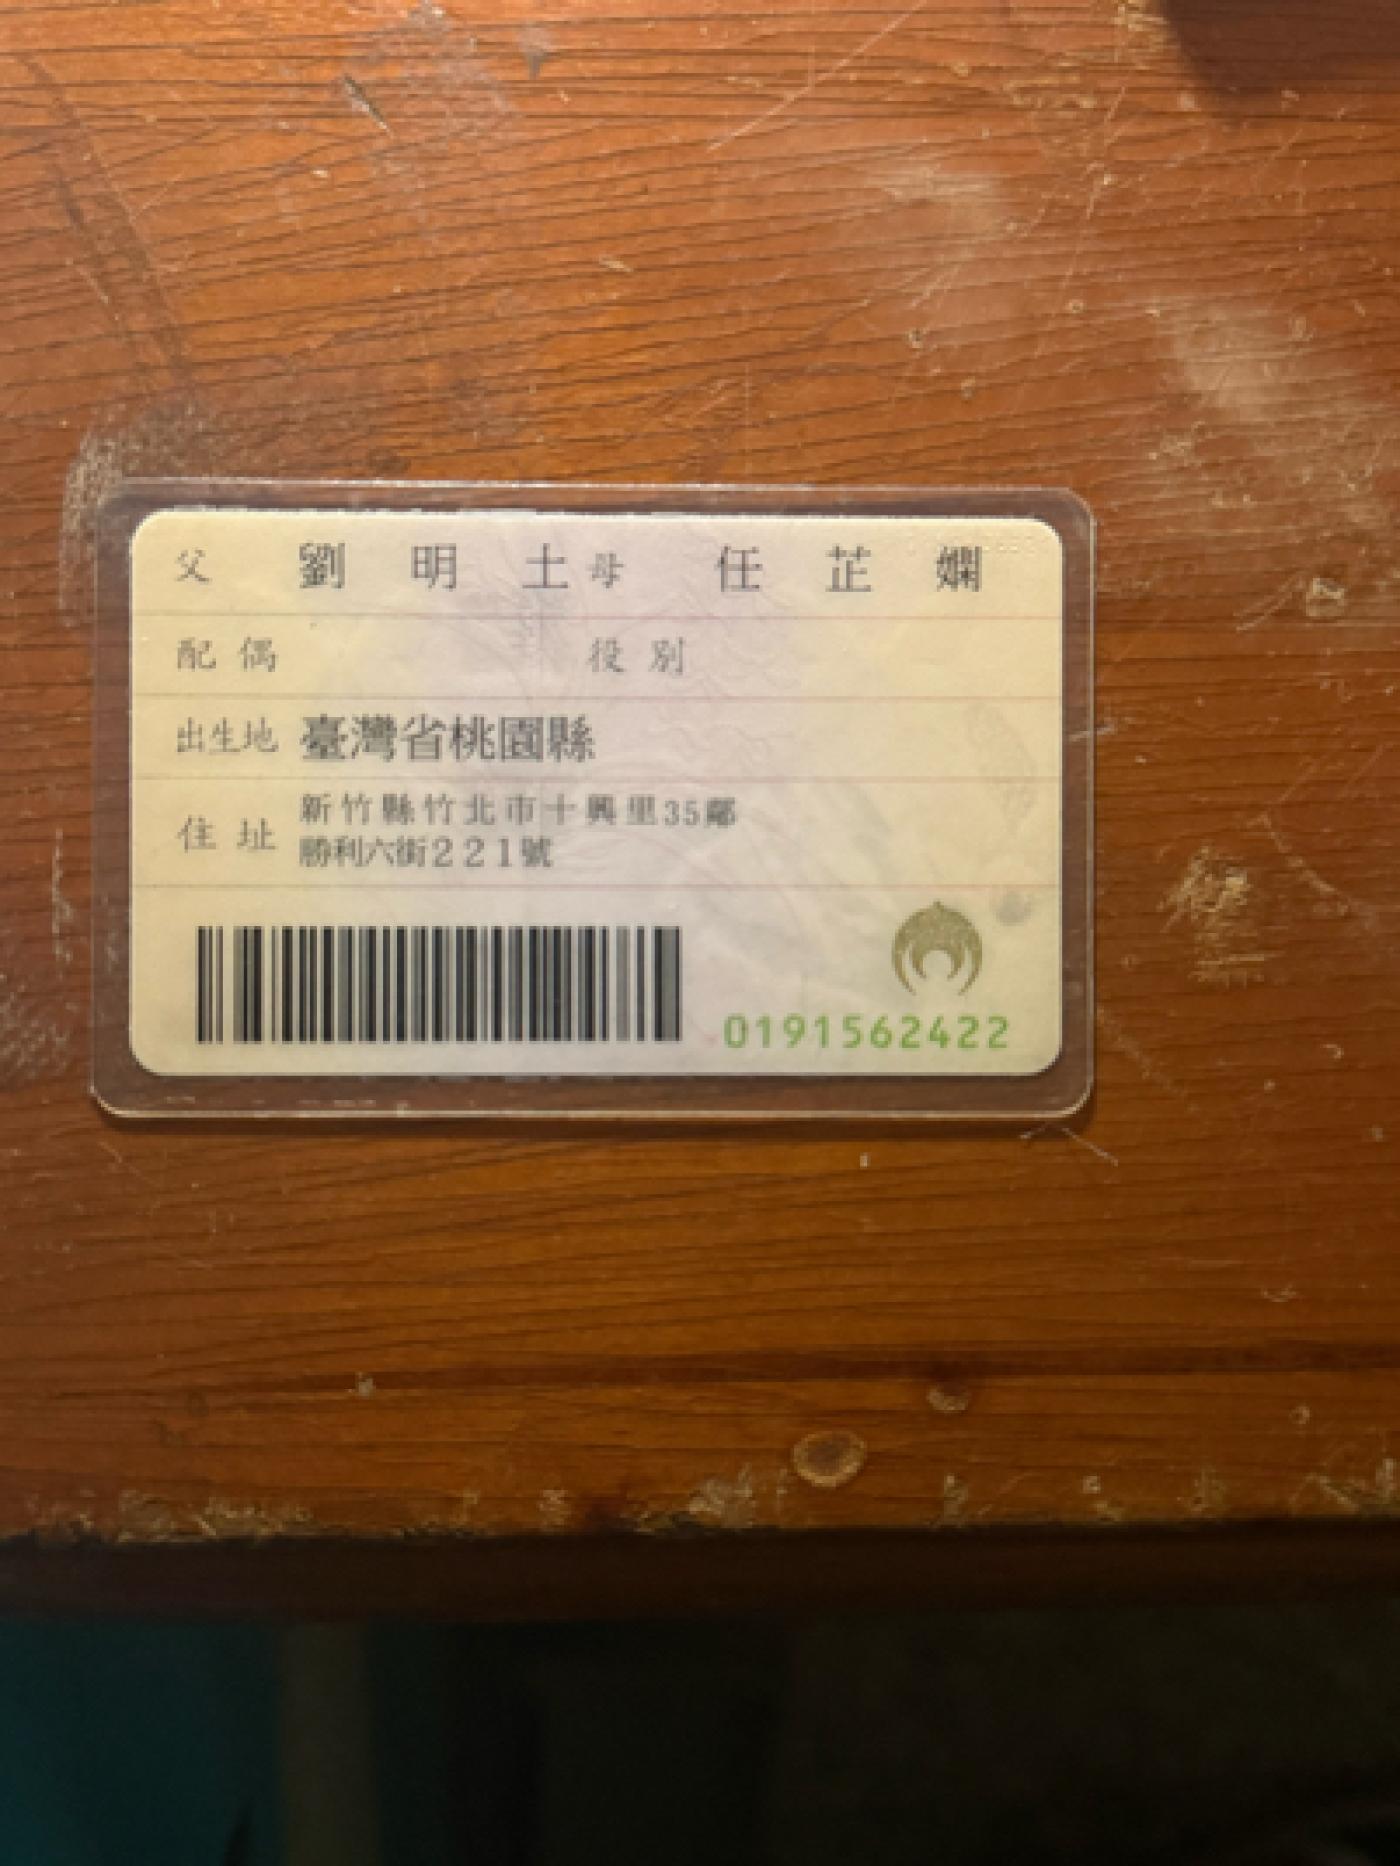 父 劉明土 母 任芷嫻
配偶 役別
出生地 臺灣省桃園縣
住址 新竹縣竹北市十興里35鄰
勝利六街221號
0191562422